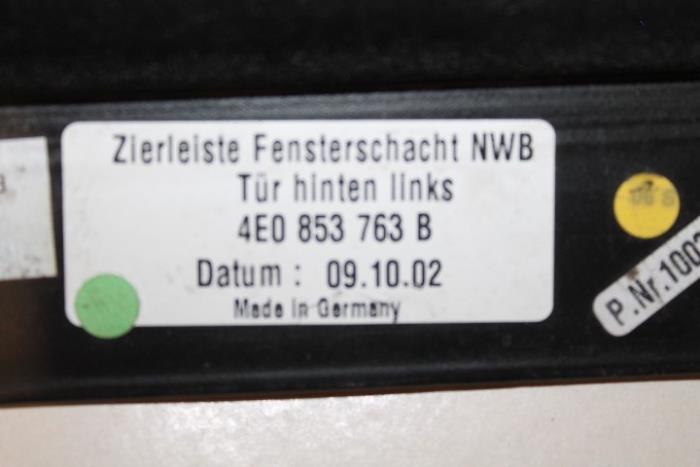 Zierleiste Fensterschacht NWB
Tür hinten links
4E0 853 763 B
Datum : 09.10.02
Made in Germany
P.Nr.100